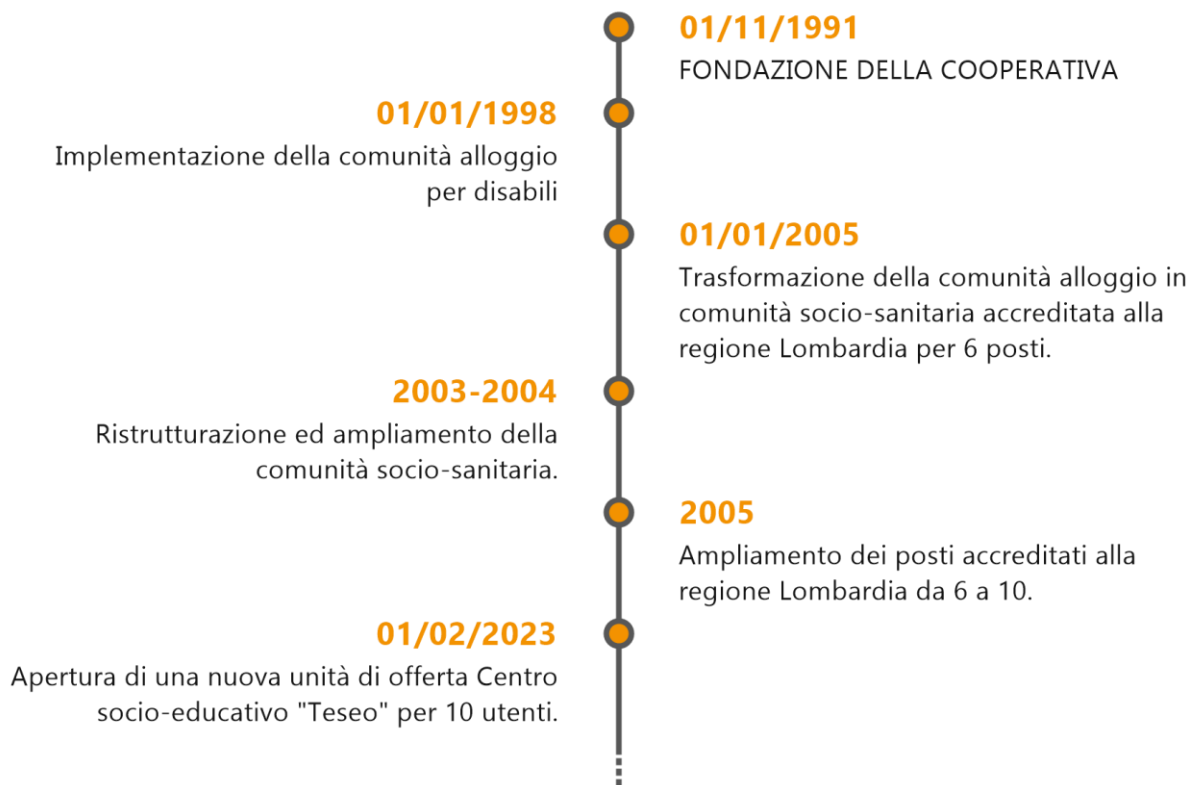 01/11/1991
FONDAZIONE DELLA COOPERATIVA
01/01/1998
Implementazione della comunità alloggio
per disabili
01/01/2005
Trasformazione della comunità alloggio in
comunità socio-sanitaria accreditata alla
regione Lombardia per 6 posti.
2003-2004
Ristrutturazione ed ampliamento della
comunità socio-sanitaria.
2005
Ampliamento dei posti accreditati alla
regione Lombardia da 6 a 10.
01/02/2023
Apertura di una nuova unità di offerta Centro
socio-educativo "Teseo" per 10 utenti.